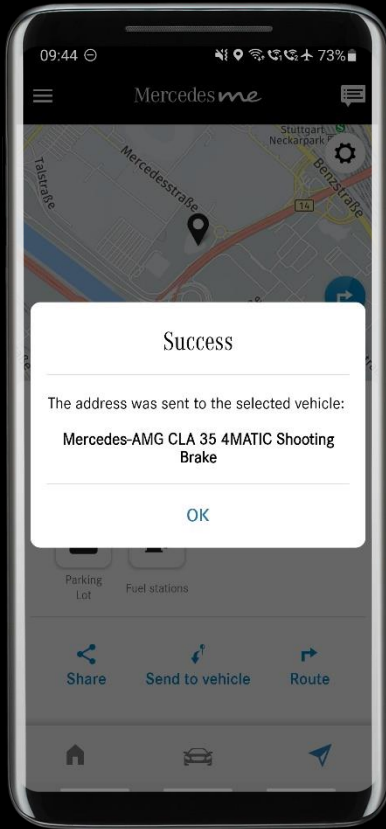 09:44
73%
Mercedes me
Stuttgart
Neckarpark
Talstraße
Mercedesstraße
Benzstraße
14
Success
The address was sent to the selected vehicle:
Mercedes-AMG CLA 35 4MATIC Shooting
Brake
OK
Parking
Lot
Fuel stations
Share
Send to vehicle
Route